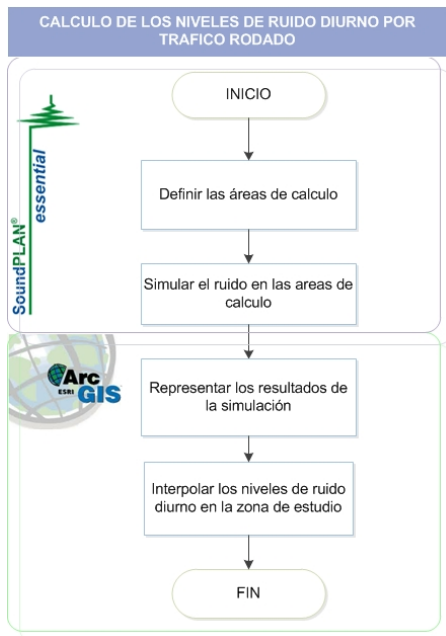 CALCULO DE LOS NIVELES DE RUIDO DIURNO POR
TRAFICO RODADO
INICIO
SoundPLAN®
essential
Definir las áreas de calculo
Simular el ruido en las areas de
calculo
Arc
ESRI GIS
Representar los resultados de
la simulación
Interpolar los niveles de ruido
diurno en la zona de estudio
FIN